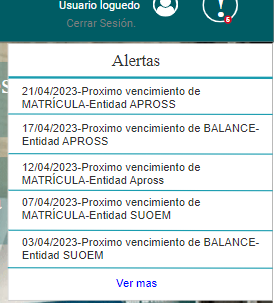 Usuario logueado
Cerrar Sesión.
6
Alertas
21/04/2023-Proximo vencimiento de
MATRÍCULA-Entidad APROSS
17/04/2023-Proximo vencimiento de BALANCE-
Entidad APROSS
12/04/2023-Proximo vencimiento de
MATRÍCULA-Entidad Apross
07/04/2023-Proximo vencimiento de
MATRÍCULA-Entidad SUOEM
03/04/2023-Proximo vencimiento de BALANCE-
Entidad SUOEM
Ver mas